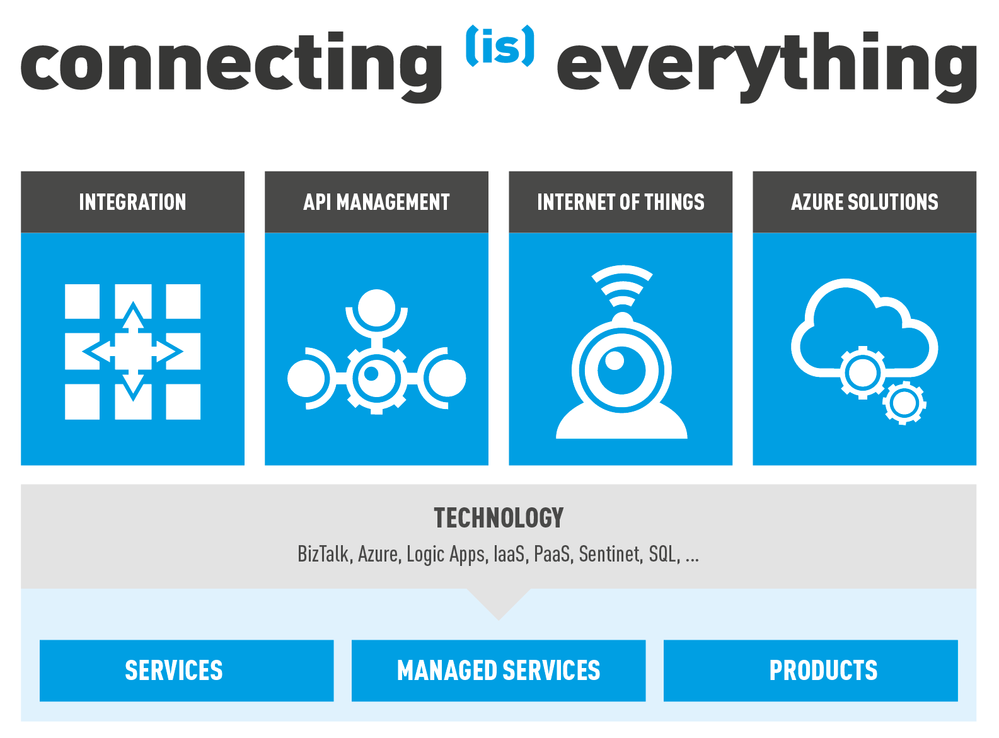 connecting (is) everything
INTEGRATION
API MANAGEMENT
INTERNET OF THINGS
AZURE SOLUTIONS
TECHNOLOGY
BizTalk, Azure, Logic Apps, IaaS, PaaS, Sentinet, SQL, ...
SERVICES
MANAGED SERVICES
PRODUCTS